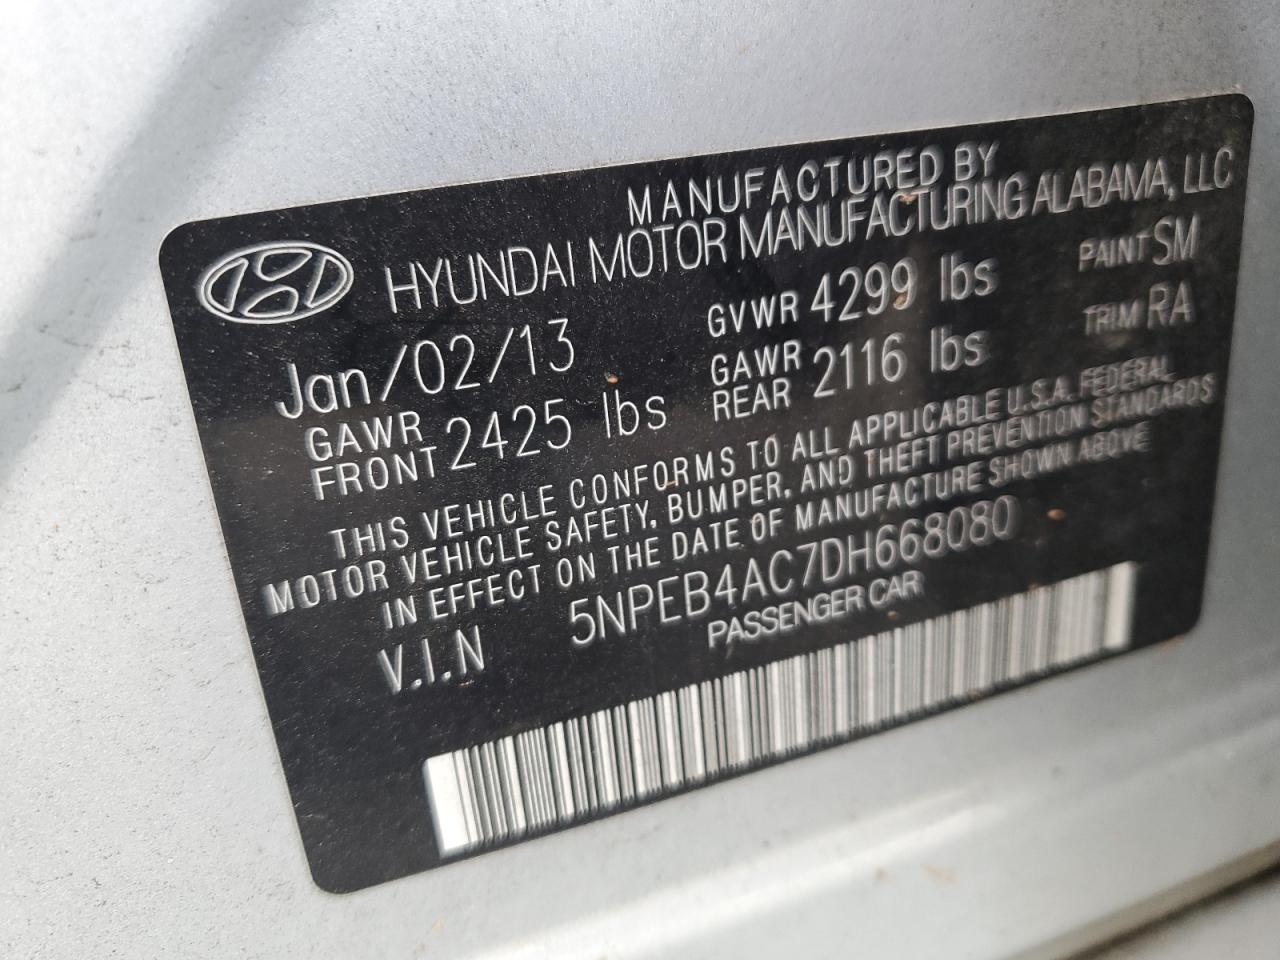 MANUFACTURED BY
HYUNDAI MOTOR MANUFACTURING ALABAMA, LLC
Jan/02/13 GVWR 4299 lbs PAINT SM
GAWR FRONT 2425 lbs GAWR REAR 2116 lbs TRIM RA
THIS VEHICLE CONFORMS TO ALL APPLICABLE U.S.A. FEDERAL
MOTOR VEHICLE SAFETY, BUMPER, AND THEFT PREVENTION STANDARDS
IN EFFECT ON THE DATE OF MANUFACTURE SHOWN ABOVE
V.I.N 5NPEB4AC7DH668080
PASSENGER CAR